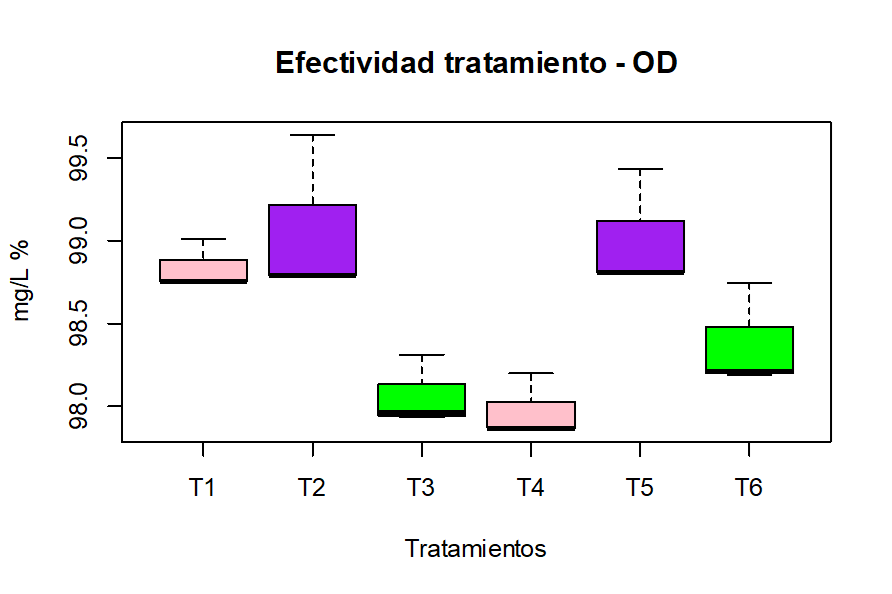 Efectividad tratamiento - OD
mg/L %
99.5
99.0
98.5
98.0
T1 T2 T3 T4 T5 T6
Tratamientos